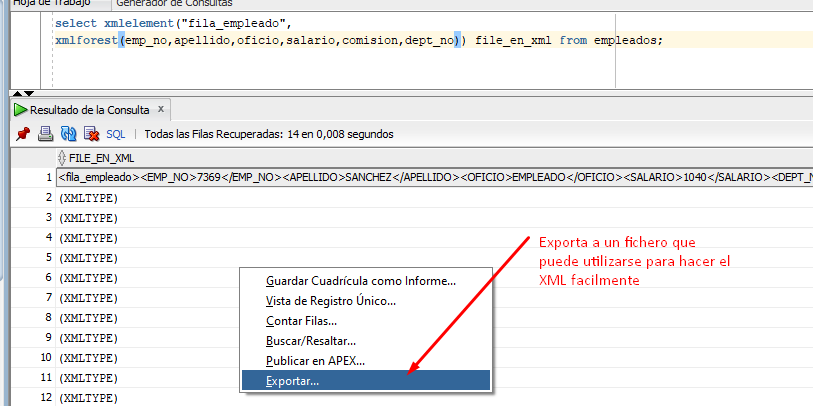 Hoja de Trabajo Generador de Consultas
select xmlelement("fila_empleado",
xmlforest(emp_no,apellido,oficio,salario,comision,dept_no)) file_en_xml from empleados;
Resultado de la Consulta x
SQL | Todas las Filas Recuperadas: 14 en 0,008 segundos
FILE_EN_XML
1 <fila_empleado><EMP_NO>7369</EMP_NO><APELLIDO>SANCHEZ</APELLIDO><OFICIO>EMPLEADO</OFICIO><SALARIO>1040</SALARIO><DEPT_N
2 (XMLTYPE)
3 (XMLTYPE)
4 (XMLTYPE)
5 (XMLTYPE)
6 (XMLTYPE)
7 (XMLTYPE)
8 (XMLTYPE)
9 (XMLTYPE)
10 (XMLTYPE)
11 (XMLTYPE)
12 (XMLTYPE)
Guardar Cuadrícula como Informe...
Vista de Registro Único...
Contar Filas...
Buscar/Resaltar...
Publicar en APEX...
Exportar...
Exporta a un fichero que
puede utilizarse para hacer el
XML facilmente